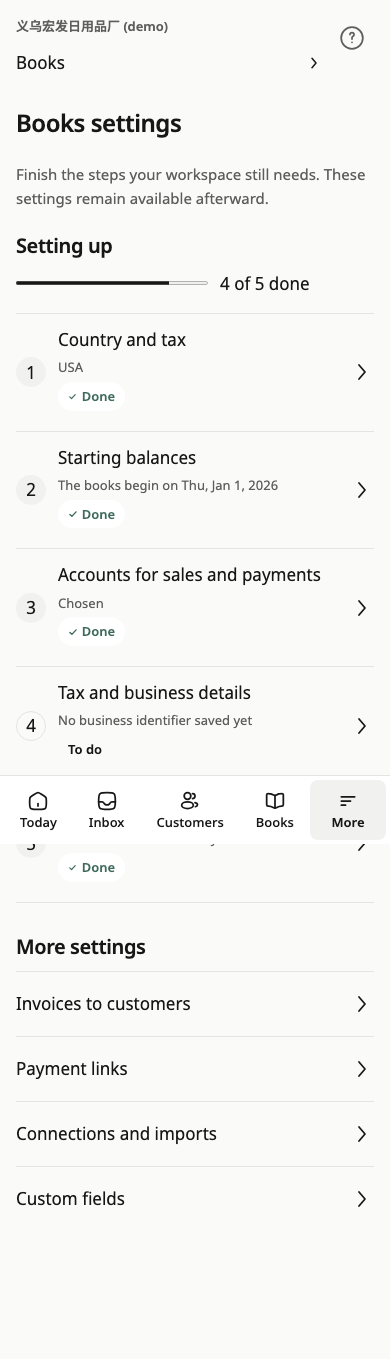 义乌宏发日用品厂 (demo)
Books
Books settings
Finish the steps your workspace still needs. These
settings remain available afterward.
Setting up
4 of 5 done
1
Country and tax
USA
Done
2
Starting balances
The books begin on Thu, Jan 1, 2026
Done
3
Accounts for sales and payments
Chosen
Done
4
Tax and business details
No business identifier saved yet
To do
Today
Inbox
Customers
Books
More
Done
More settings
Invoices to customers
Payment links
Connections and imports
Custom fields